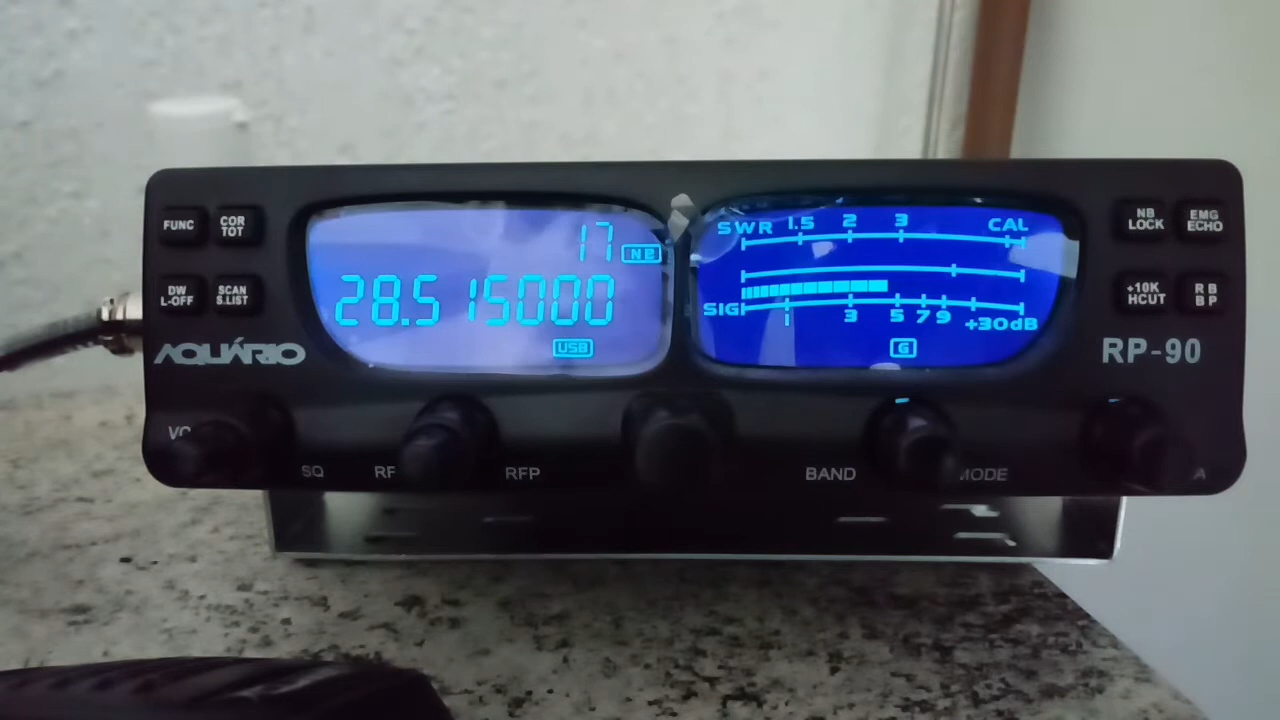 FUNC
COR
TOT
DW
L-OFF
SCAN
S.LIST
AQUÁRIO
17
NB
28.515000
USB
SWR 1.5 2 3 CAL
SIG 1 3 5 7 9 +30dB
G
NB
LOCK
EMG
ECHO
+10K
HCUT
RB
BP
RP-90
SQ
RF
RFP
BAND
MODE
A